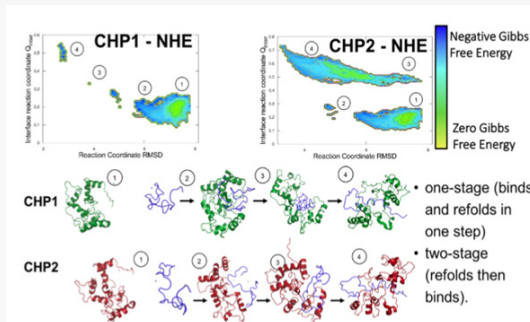 CHP1 - NHE
CHP2 - NHE
Negative Gibbs
Free Energy
Zero Gibbs
Free Energy
Interface reaction coordinate
Interface reaction coordinate
4
3
2
1
4
3
2
1
Reaction Coordinate RMSD
Reaction Coordinate RMSD
CHP1
1
2
3
4
CHP2
1
2
3
4
• one-stage (binds
and refolds in
one step)
• two-stage
(refolds then
binds).